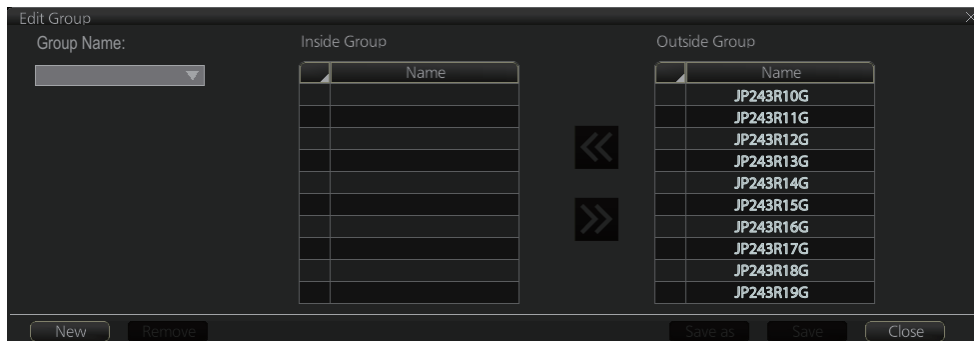 Edit Group
Group Name:
Inside Group
Name
Outside Group
Name
JP243R10G
JP243R11G
JP243R12G
JP243R13G
JP243R14G
JP243R15G
JP243R16G
JP243R17G
JP243R18G
JP243R19G
New Remove Save as Save Close